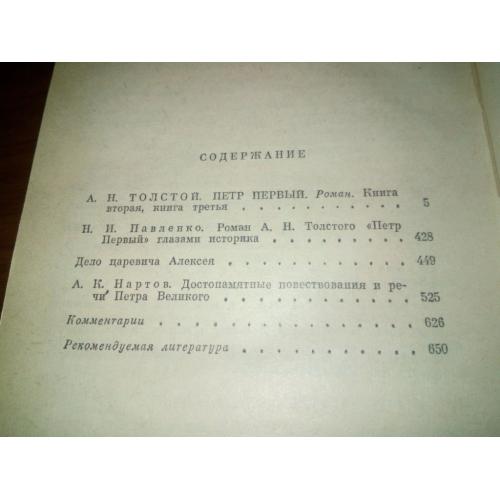 СОДЕРЖАНИЕ
А. Н. ТОЛСТОЙ. ПЕТР ПЕРВЫЙ. Роман. Книга
вторая, книга третья . . . . . . . . . 5
Н. И. Павленко. Роман А. Н. Толстого «Петр
Первый» глазами историка . . . . . . . 428
Дело царевича Алексея . . . . . . . . . 449
А. К. Нартов. Достопамятные повествования и ре-
чи Петра Великого . . . . . . . . . 525
Комментарии . . . . . . . . . . . . . 626
Рекомендуемая литература . . . . . . . . . 650